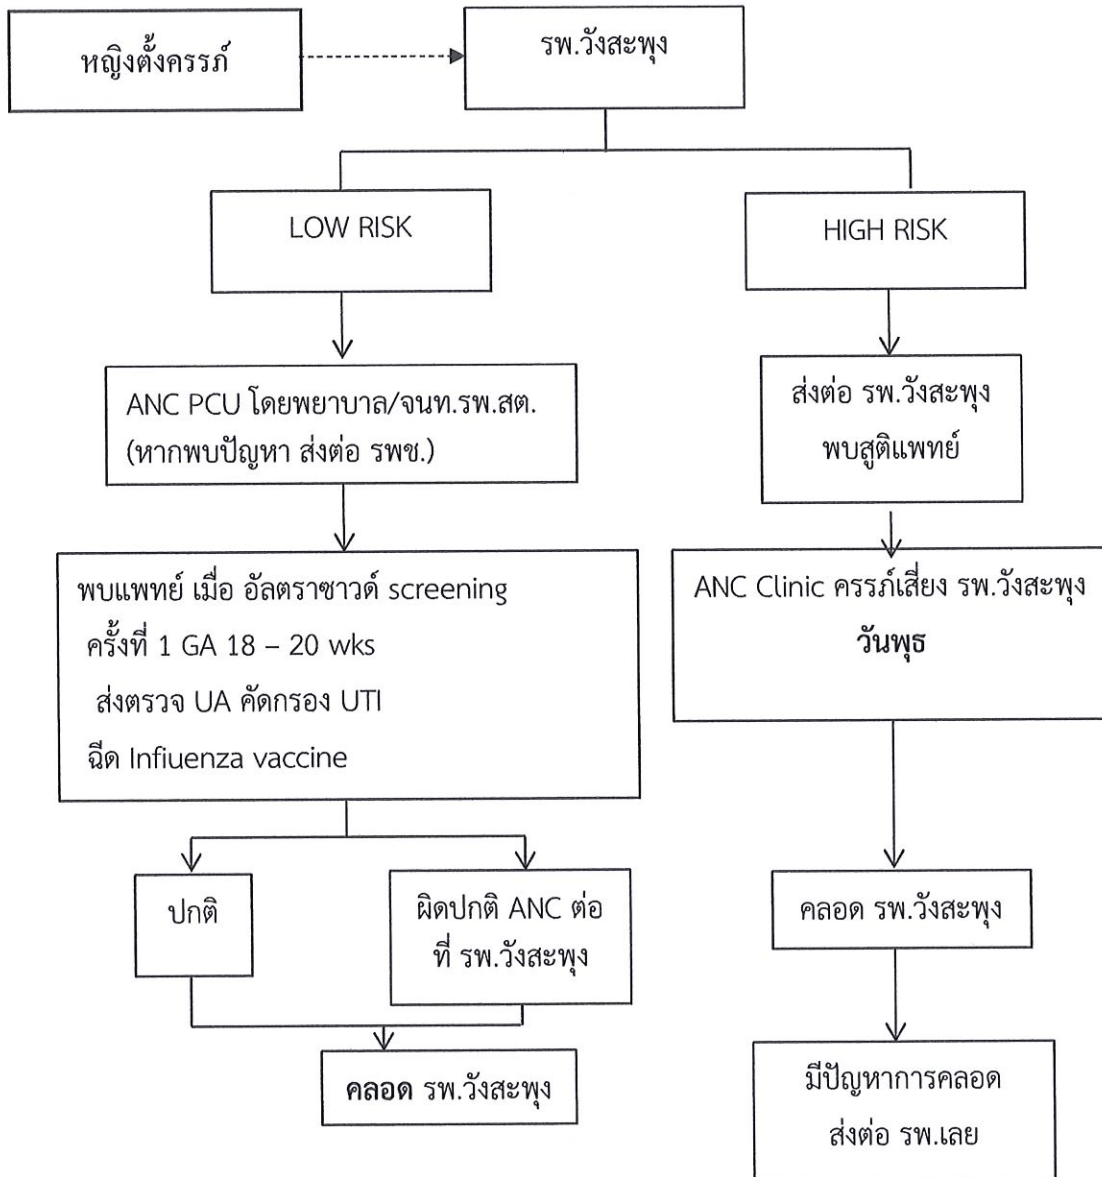 หญิงตั้งครรภ์
รพ.วังสะพุง
LOW RISK
HIGH RISK
ANC PCU โดยพยาบาล/จนท.รพ.สต.
(หากพบปัญหา ส่งต่อ รพช.)
ส่งต่อ รพ.วังสะพุง
พบสูติแพทย์
พบแพทย์ เมื่อ อัลตราซาวด์ screening
ครั้งที่ 1 GA 18 – 20 wks
ส่งตรวจ UA คัดกรอง UTI
ฉีด Infiuenza vaccine
ANC Clinic ครรภ์เสี่ยง รพ.วังสะพุง
วันพุธ
ปกติ
ผิดปกติ ANC ต่อ
ที่ รพ.วังสะพุง
คลอด รพ.วังสะพุง
คลอด รพ.วังสะพุง
มีปัญหาการคลอด
ส่งต่อ รพ.เลย